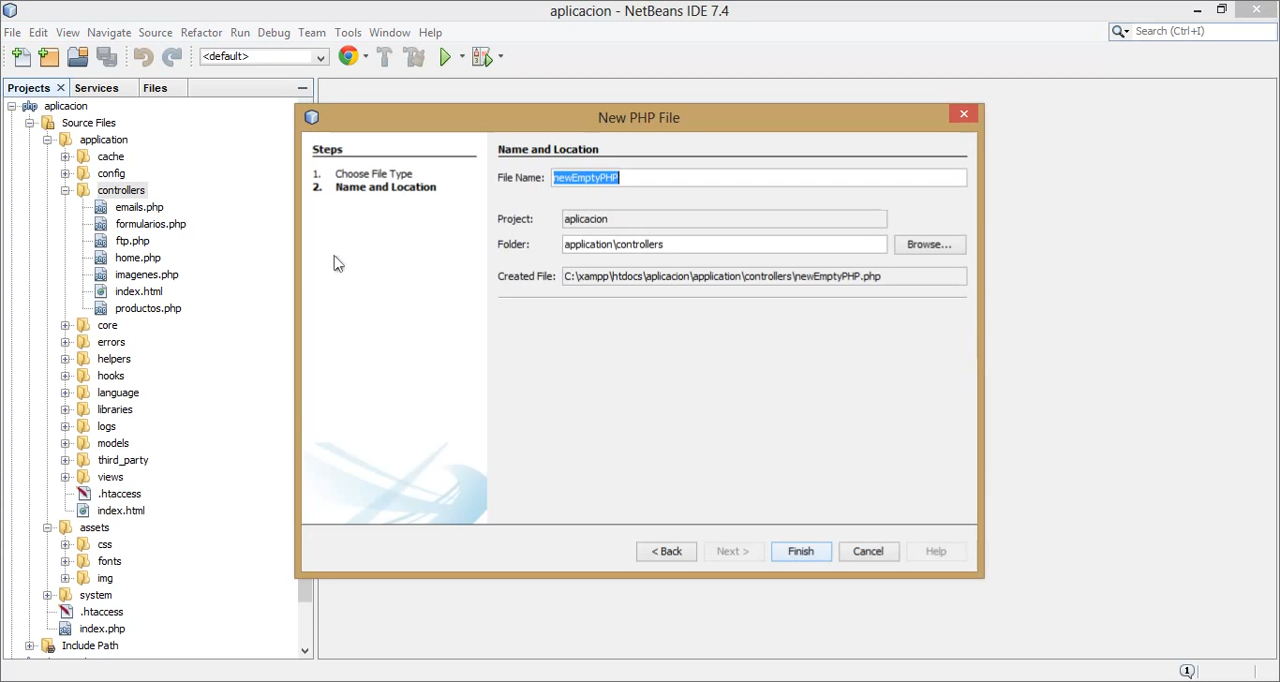 aplicacion - NetBeans IDE 7.4
File Edit View Navigate Source Refactor Run Debug Team Tools Window Help
Search (Ctrl+I)
<default>
Projects Services Files
aplicacion
Source Files
application
cache
config
controllers
emails.php
formularios.php
ftp.php
home.php
imagenes.php
index.html
productos.php
core
errors
helpers
hooks
language
libraries
logs
models
third_party
views
.htaccess
index.html
assets
css
fonts
img
system
.htaccess
index.php
Include Path
New PHP File
Steps
1. Choose File Type
2. Name and Location
Name and Location
File Name: newEmptyPHP
Project: aplicacion
Folder: application\controllers
Browse...
Created File: C:\xampp\htdocs\aplicacion\application\controllers\newEmptyPHP.php
< Back Next > Finish Cancel Help
1